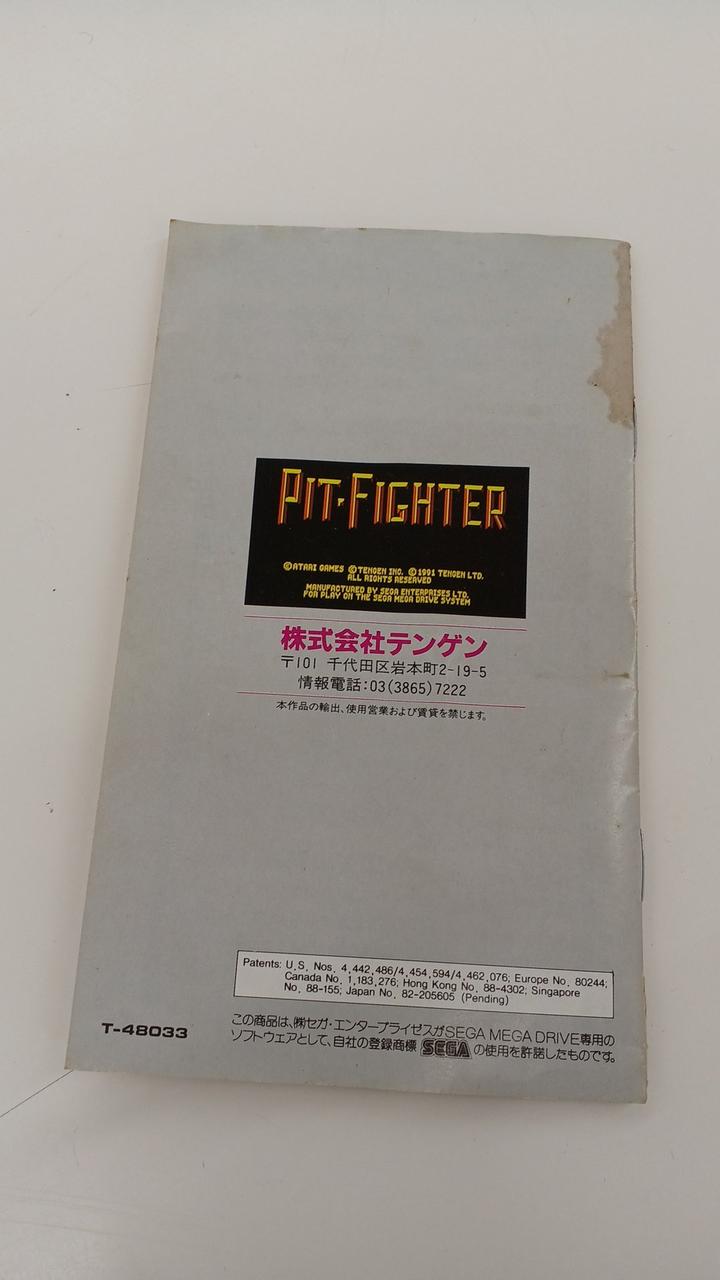 PIT-FIGHTER
©ATARI GAMES ©TENGEN INC. ©1991 TENGEN LTD.
ALL RIGHTS RESERVED
MANUFACTURED BY SEGA ENTERPRISES LTD.
FOR PLAY ON THE SEGA MEGA DRIVE SYSTEM
株式会社テンゲン
〒101 千代田区岩本町2-19-5
情報電話:03(3865)7222
本作品の輸出、使用営業および賃貸を禁じます。
Patents: U.S. Nos. 4,442,486/4,454,594/4,462,076; Europe No. 80244;
Canada No. 1,183,276; Hong Kong No. 88-4302; Singapore
No. 88-155; Japan No. 82-205605 (Pending)
T-48033
この商品は、㈱セガ・エンタープライゼスがSEGA MEGA DRIVE専用の
ソフトウェアとして、自社の登録商標 SEGA の使用を許諾したものです。